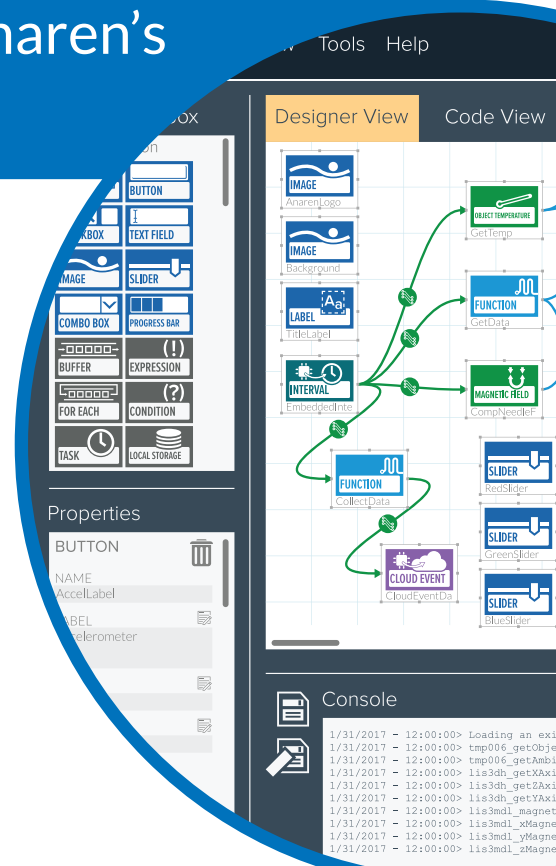 naren's
Tools Help
Designer View Code View
BUTTON
TEXT FIELD
IMAGE
SLIDER
COMBO BOX
PROGRESS BAR
BUFFER
EXPRESSION
FOR EACH
CONDITION
TASK
LOCAL STORAGE
IMAGE
AnarenLogo
IMAGE
Background
Aa
LABEL
TitleLabel
INTERVAL
EmbeddedInte
OBJECT TEMPERATURE
GetTemp
FUNCTION
GetData
MAGNETIC FIELD
CompNeedleF
FUNCTION
CollectData
CLOUD EVENT
CloudEventDa
SLIDER
RedSlider
SLIDER
GreenSlider
SLIDER
BlueSlider
Properties
BUTTON
NAME
AccelLabel
ABEL
celerometer
Console
1/31/2017 - 12:00:00> Loading an exi
1/31/2017 - 12:00:00> tmp006_getObje
1/31/2017 - 12:00:00> tmp006_getAmbi
1/31/2017 - 12:00:00> lis3dh_getXAxi
1/31/2017 - 12:00:00> lis3dh_getZAxi
1/31/2017 - 12:00:00> lis3dh_getYAxi
1/31/2017 - 12:00:00> lis3mdl_magnet
1/31/2017 - 12:00:00> lis3mdl_xMagne
1/31/2017 - 12:00:00> lis3mdl_yMagne
1/31/2017 - 12:00:00> lis3mdl_zMagne